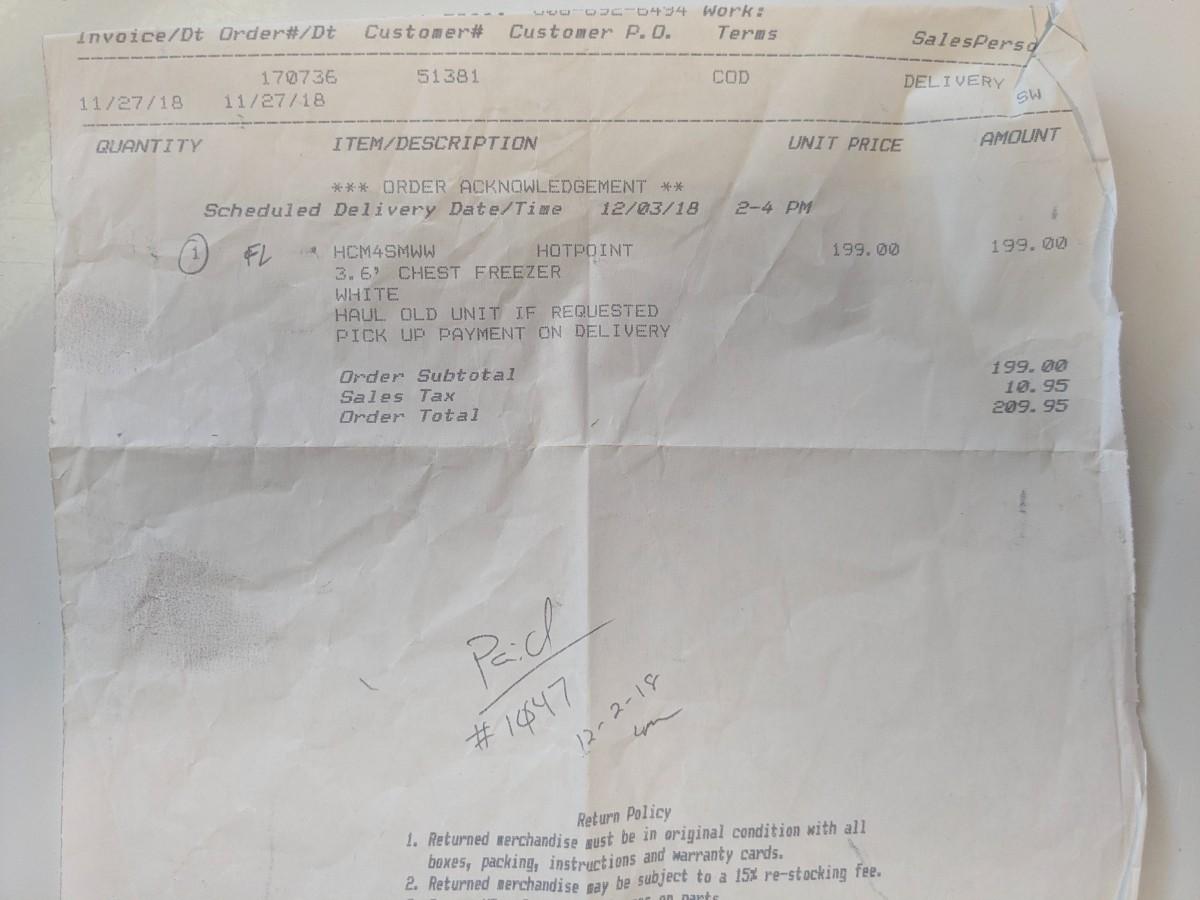 Work:
Invoice/Dt Order#/Dt Customer# Customer P.O. Terms SalesPerso
170736 51381 COD DELIVERY SW
11/27/18 11/27/18
QUANTITY ITEM/DESCRIPTION UNIT PRICE AMOUNT
*** ORDER ACKNOWLEDGEMENT **
Scheduled Delivery Date/Time 12/03/18 2-4 PM
1 FL HCM4SMWW HOTPOINT 199.00 199.00
3.6' CHEST FREEZER
WHITE
HAUL OLD UNIT IF REQUESTED
PICK UP PAYMENT ON DELIVERY
Order Subtotal 199.00
Sales Tax 10.95
Order Total 209.95
Paid
#1047
12-2-18
Return Policy
1. Returned merchandise must be in original condition with all
boxes, packing, instructions and warranty cards.
2. Returned merchandise may be subject to a 15% re-stocking fee.
on parts